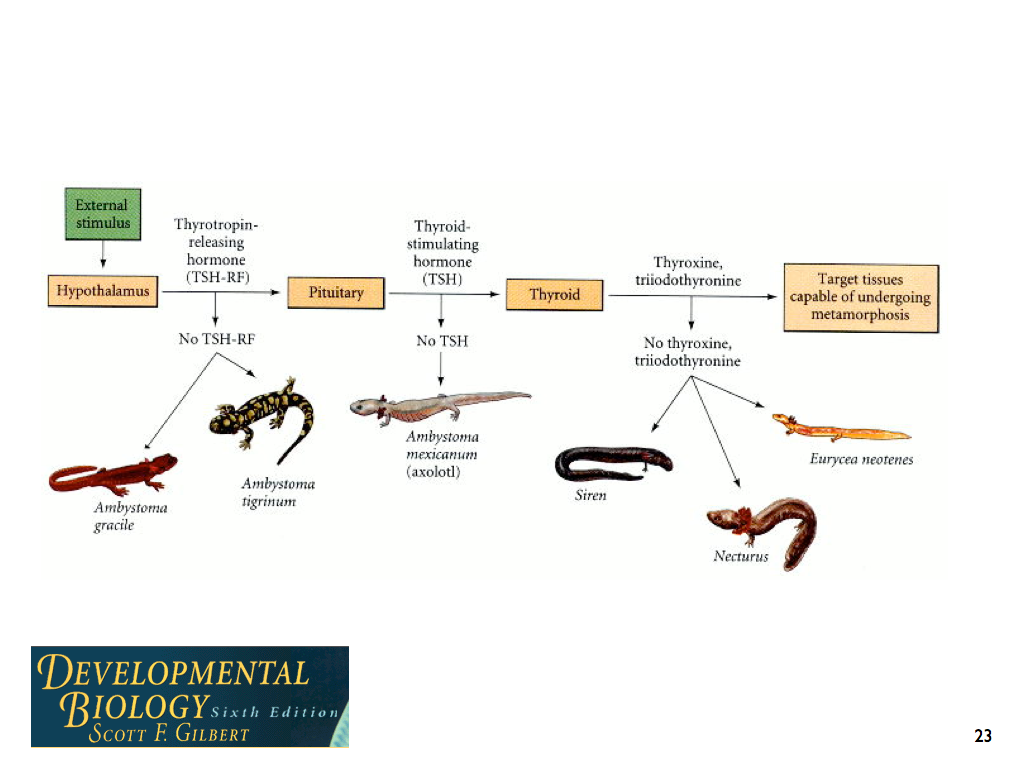 External
stimulus
Hypothalamus
Thyrotropin-
releasing
hormone
(TSH-RF)
Pituitary
Thyroid-
stimulating
hormone
(TSH)
Thyroid
Thyroxine,
triiodothyronine
Target tissues
capable of undergoing
metamorphosis
No TSH-RF
No TSH
No thyroxine,
triiodothyronine
Ambystoma
gracile
Ambystoma
tigrinum
Ambystoma
mexicanum
(axolotl)
Siren
Necturus
Eurycea neotenes
DEVELOPMENTAL
BIOLOGY Sixth Edition
SCOTT F. GILBERT
23